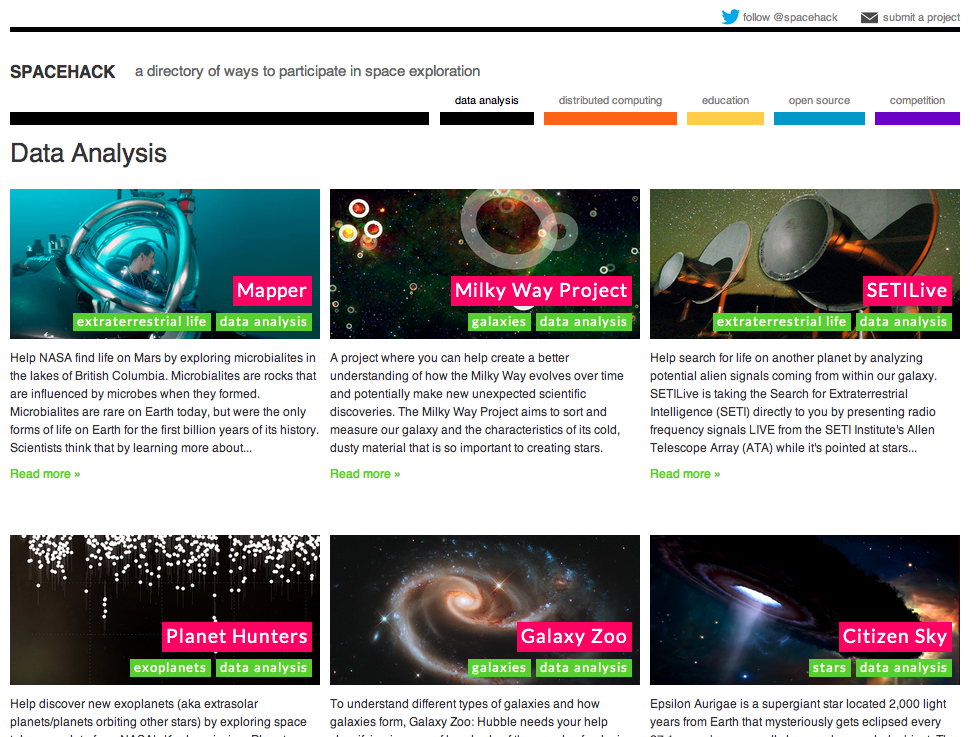 follow @spacehack
submit a project
SPACEHACK
a directory of ways to participate in space exploration
data analysis
distributed computing
education
open source
competition
Data Analysis
Mapper
extraterrestrial life
data analysis
Help NASA find life on Mars by exploring microbialites in
the lakes of British Columbia. Microbialites are rocks that
are influenced by microbes when they formed.
Microbialites are rare on Earth today, but were the only
forms of life on Earth for the first billion years of its history.
Scientists think that by learning more about...
Read more »
Milky Way Project
galaxies
data analysis
A project where you can help create a better
understanding of how the Milky Way evolves over time
and potentially make new unexpected scientific
discoveries. The Milky Way Project aims to sort and
measure our galaxy and the characteristics of its cold,
dusty material that is so important to creating stars.
Read more »
SETILive
extraterrestrial life
data analysis
Help search for life on another planet by analyzing
potential alien signals coming from within our galaxy.
SETILive is taking the Search for Extraterrestrial
Intelligence (SETI) directly to you by presenting radio
frequency signals LIVE from the SETI Institute's Allen
Telescope Array (ATA) while it's pointed at stars...
Read more »
Planet Hunters
exoplanets
data analysis
Help discover new exoplanets (aka extrasolar
planets/planets orbiting other stars) by exploring space
Galaxy Zoo
galaxies
data analysis
To understand different types of galaxies and how
galaxies form, Galaxy Zoo: Hubble needs your help
Citizen Sky
stars
data analysis
Epsilon Aurigae is a supergiant star located 2,000 light
years from Earth that mysteriously gets eclipsed every